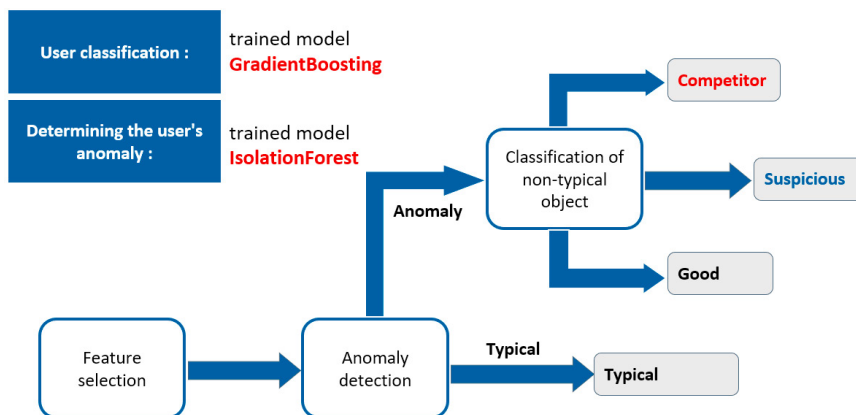 User classification :
trained model
GradientBoosting
Determining the user's
anomaly :
trained model
IsolationForest
Competitor
Classification of
non-typical
object
Suspicious
Anomaly
Good
Feature
selection
Anomaly
detection
Typical
Typical